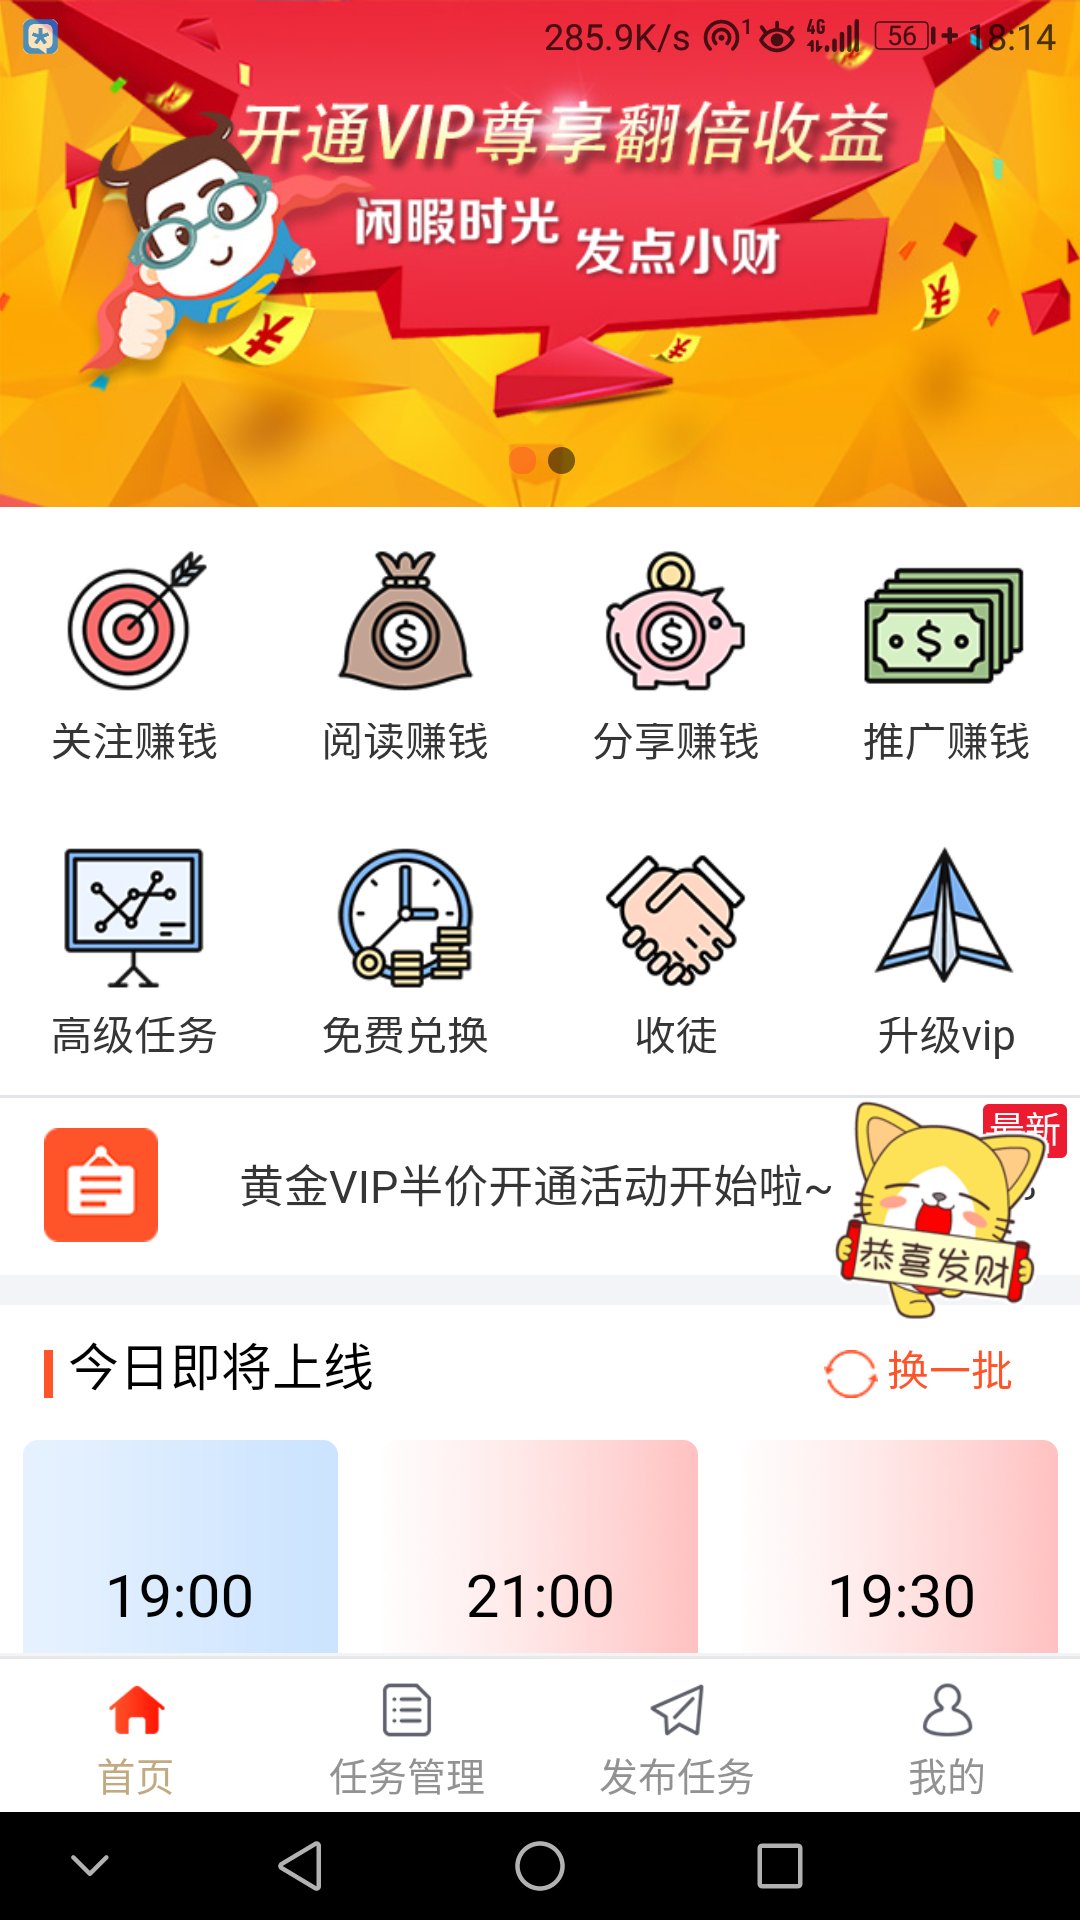 285.9K/s 1 4G 56 18:14
开通VIP尊享翻倍收益
闲暇时光 发点小财
¥ ¥ ¥
$ $ $
关注赚钱 阅读赚钱 分享赚钱 推广赚钱
高级任务 免费兑换 收徒 升级vip
最新
黄金VIP半价开通活动开始啦~
恭喜发财
今日即将上线 换一批
19:00 21:00 19:30
首页 任务管理 发布任务 我的